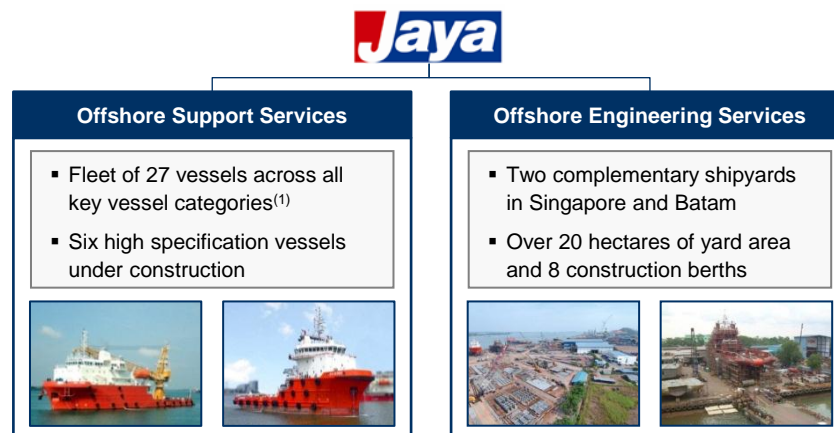 Jaya
Offshore Support Services
▪ Fleet of 27 vessels across all
key vessel categories(1)
▪ Six high specification vessels
under construction
Offshore Engineering Services
▪ Two complementary shipyards
in Singapore and Batam
▪ Over 20 hectares of yard area
and 8 construction berths